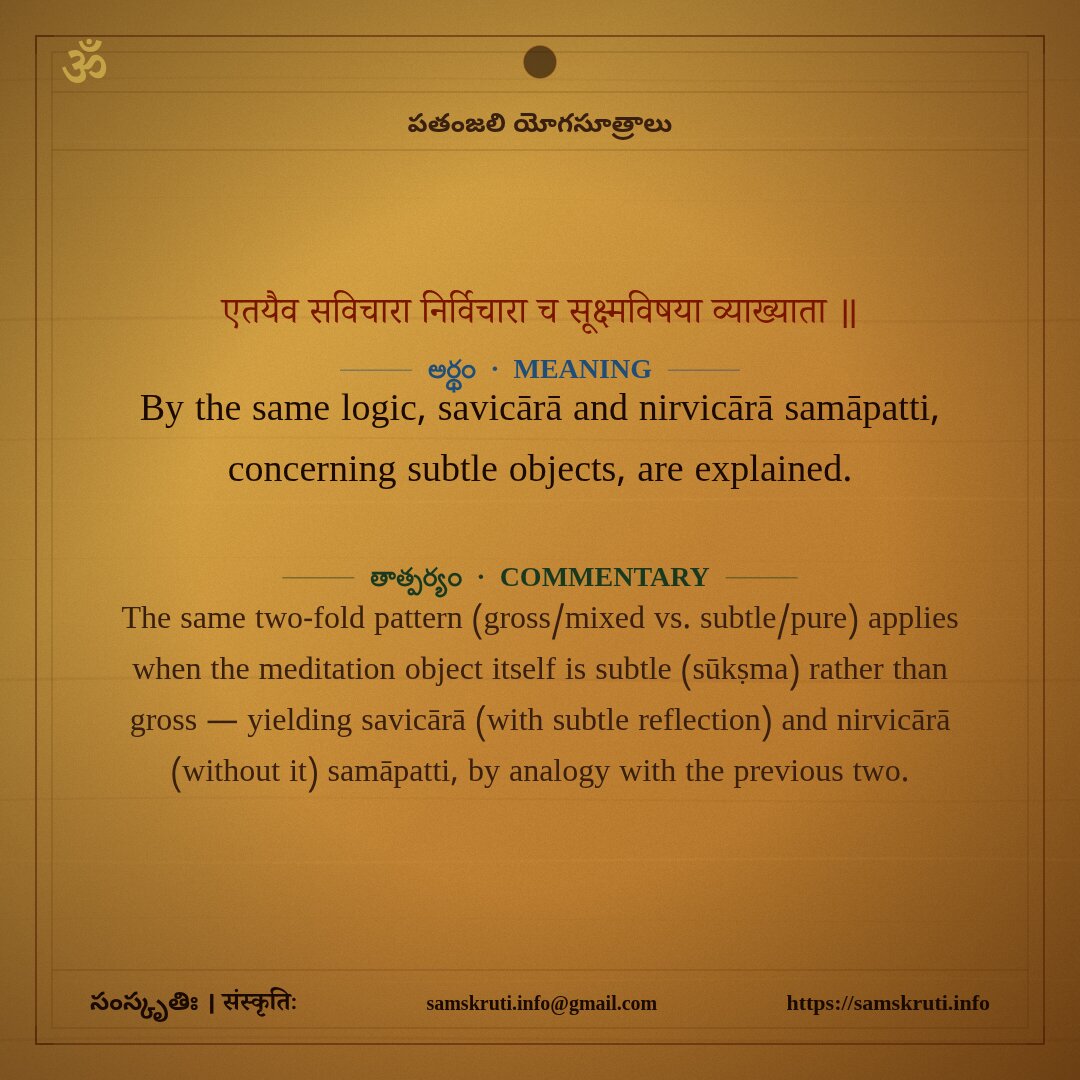 ॐ
పతంజలి యోగసూత్రాలు
एतयैव सविचारा निर्विचारा च सूक्ष्मविषया व्याख्याता ॥
అర్థం · MEANING
By the same logic, savicārā and nirvicārā samāpatti,
concerning subtle objects, are explained.
తాత్పర్యం · COMMENTARY
The same two-fold pattern (gross/mixed vs. subtle/pure) applies
when the meditation object itself is subtle (sūkṣma) rather than
gross — yielding savicārā (with subtle reflection) and nirvicārā
(without it) samāpatti, by analogy with the previous two.
సంస్కృతిః | संस्कृतिः samskruti.info@gmail.com https://samskruti.info